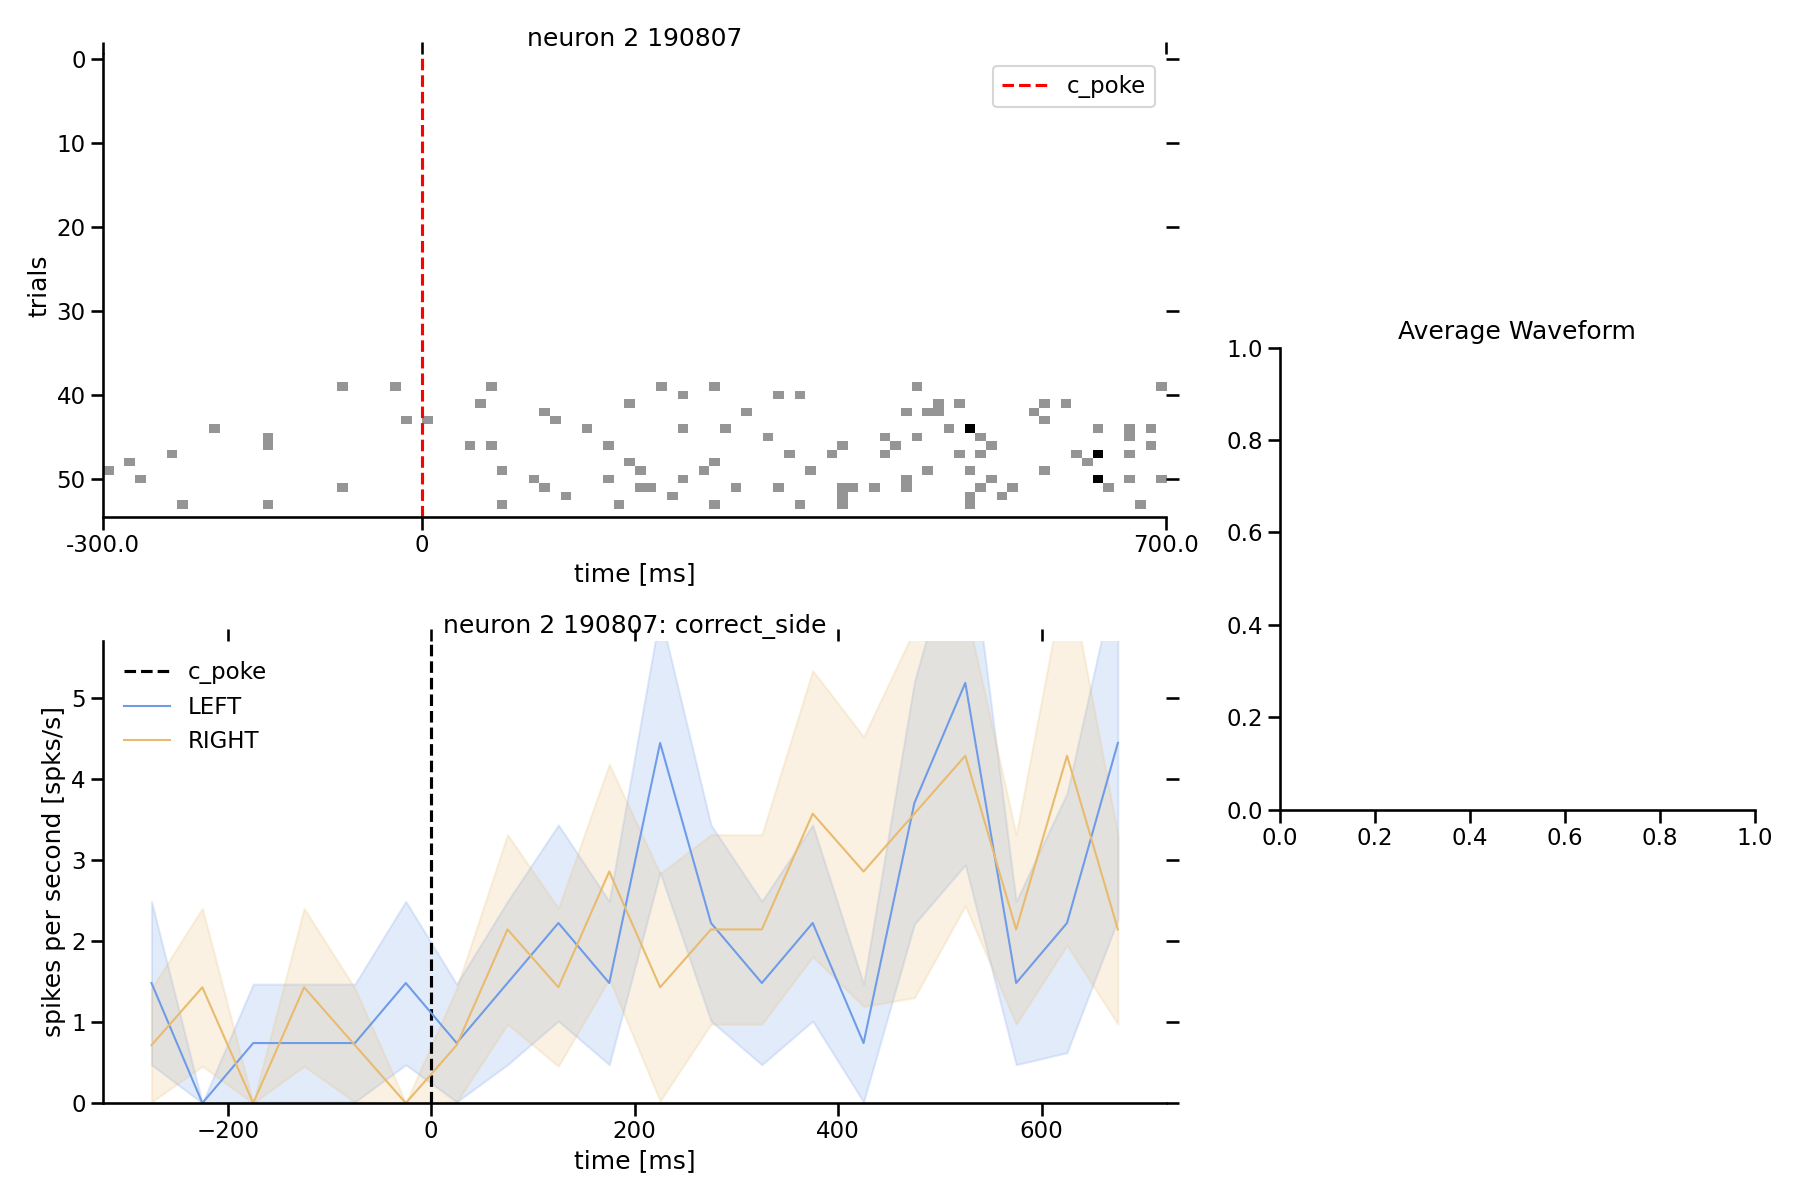 neuron 2 190807
0
10
20
30
40
50
trials
c_poke
-300.0 0 700.0
time [ms]
neuron 2 190807: correct_side
c_poke
LEFT
RIGHT
5
4
3
2
1
0
spikes per second [spks/s]
−200 0 200 400 600
time [ms]
Average Waveform
1.0
0.8
0.6
0.4
0.2
0.0
0.0 0.2 0.4 0.6 0.8 1.0